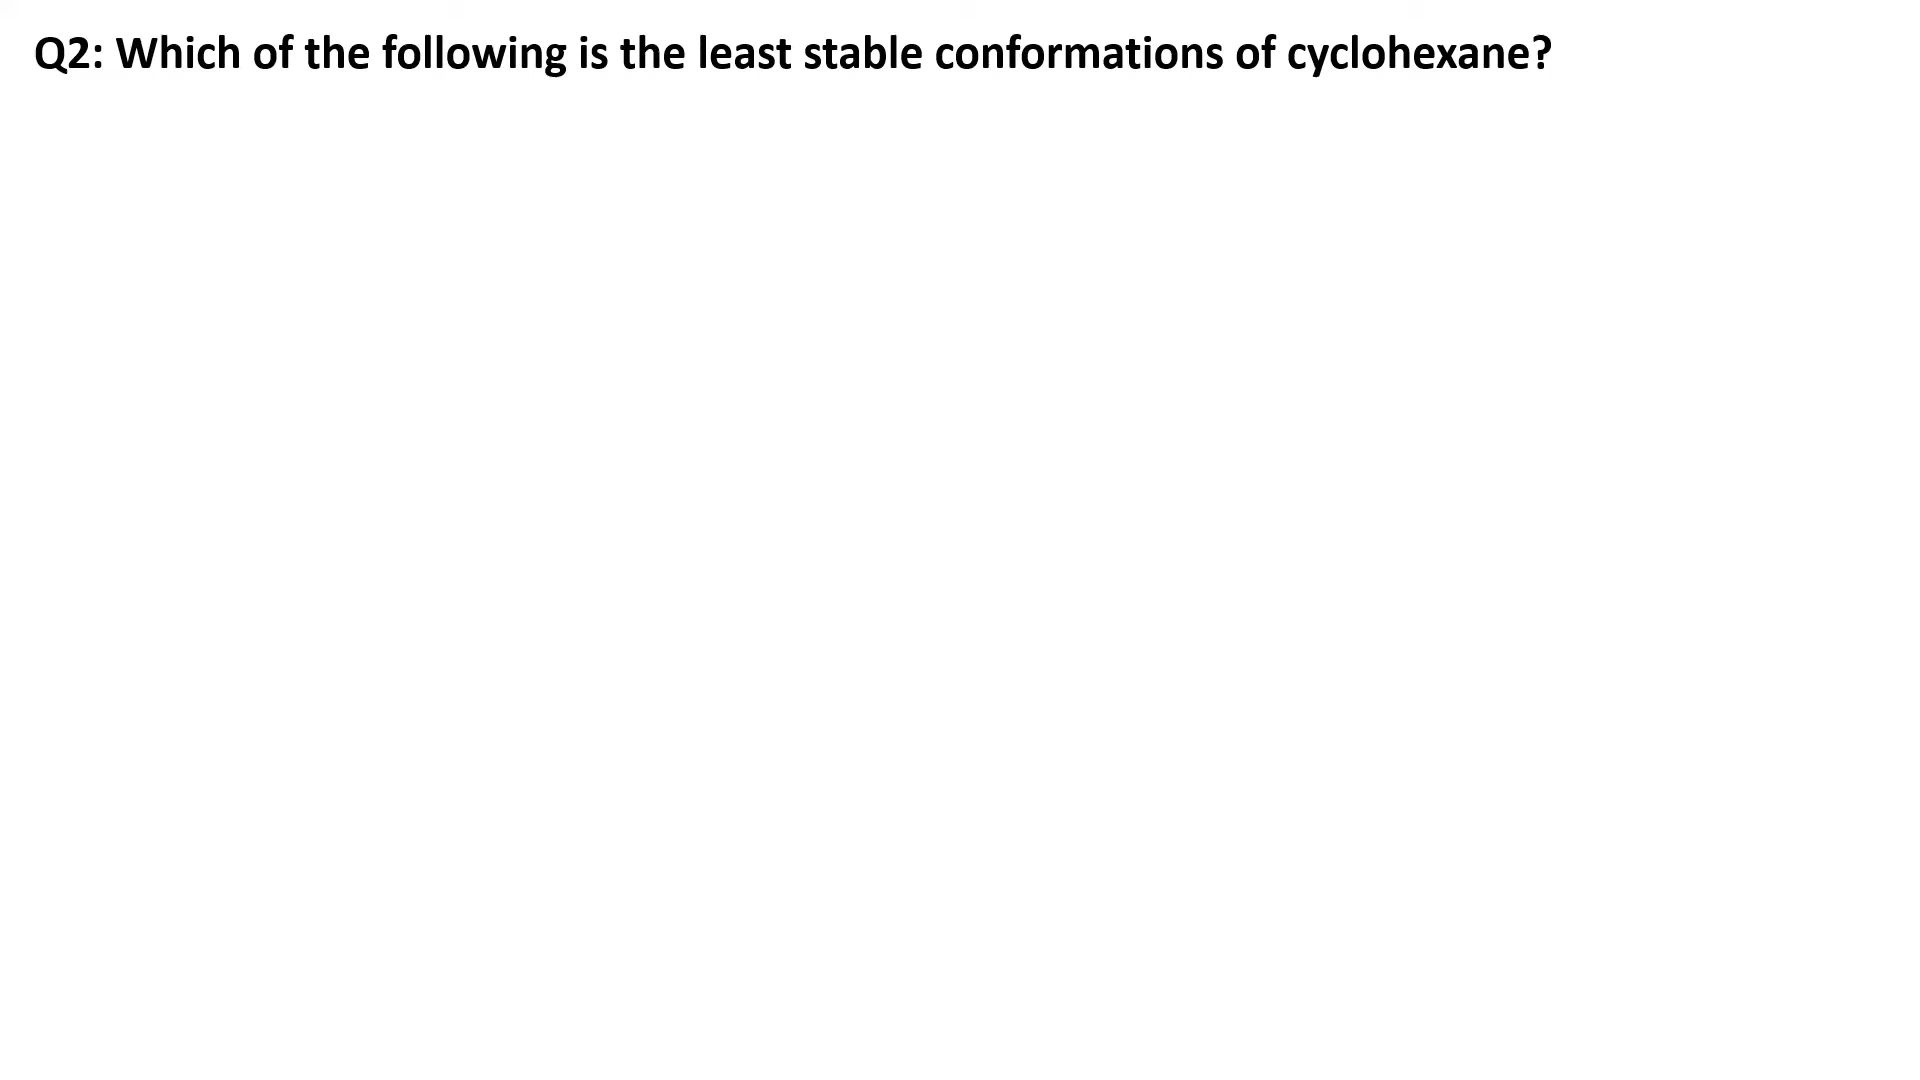 Q2: Which of the following is the least stable conformations of cyclohexane?